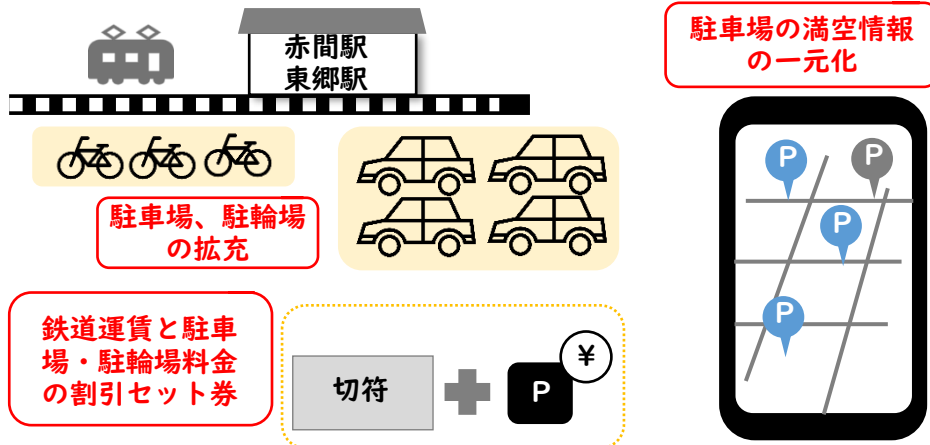 赤間駅
東郷駅
駐車場の満空情報
の一元化
P
P
P
P
駐車場、駐輪場
の拡充
鉄道運賃と駐車
場・駐輪場料金
の割引セット券
切符
P
¥